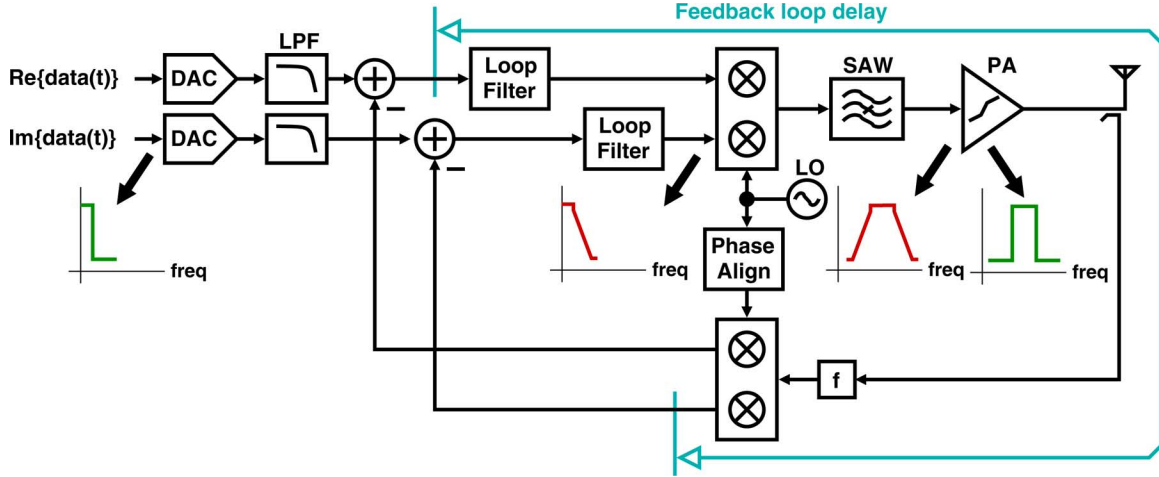 Feedback loop delay
LPF
Re{data(t)}
DAC
Loop
Filter
SAW
PA
Im{data(t)}
DAC
Loop
Filter
LO
Phase
Align
freq
freq
freq
freq
f